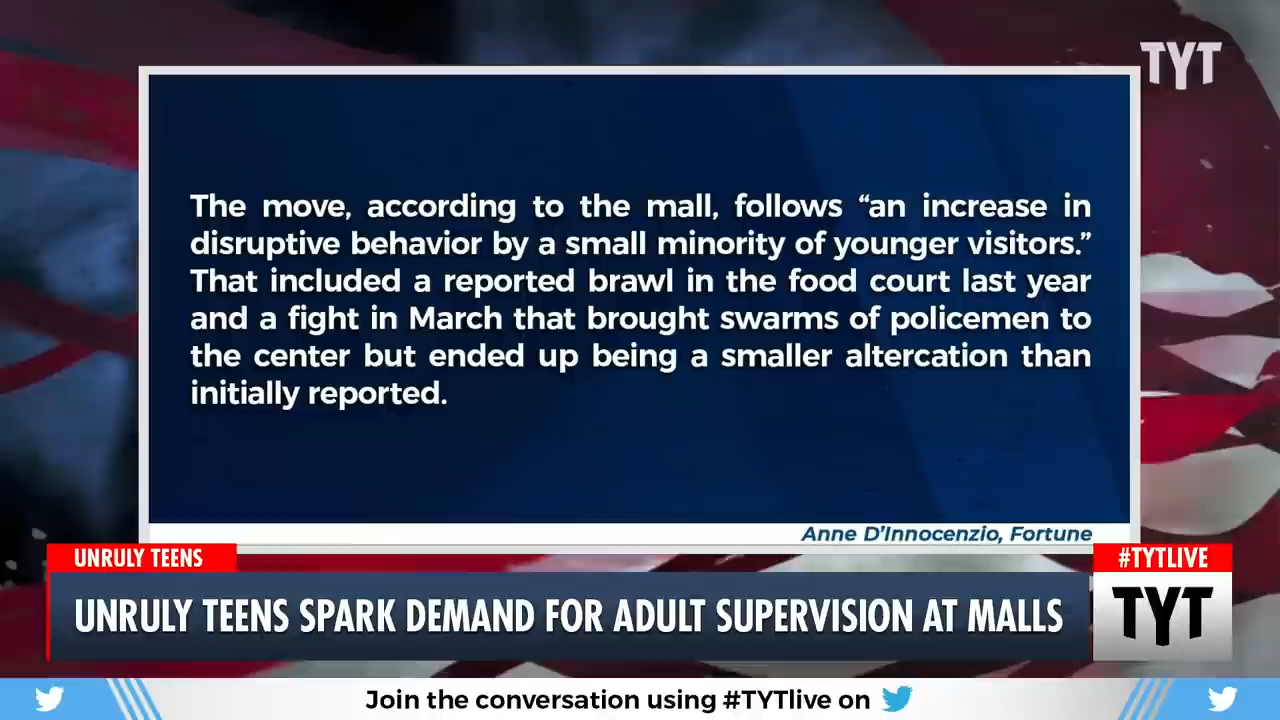 TYT
The move, according to the mall, follows “an increase in
disruptive behavior by a small minority of younger visitors.”
That included a reported brawl in the food court last year
and a fight in March that brought swarms of policemen to
the center but ended up being a smaller altercation than
initially reported.
Anne D’Innocenzio, Fortune
UNRULY TEENS
#TYTLIVE
UNRULY TEENS SPARK DEMAND FOR ADULT SUPERVISION AT MALLS
TYT
Join the conversation using #TYTlive on